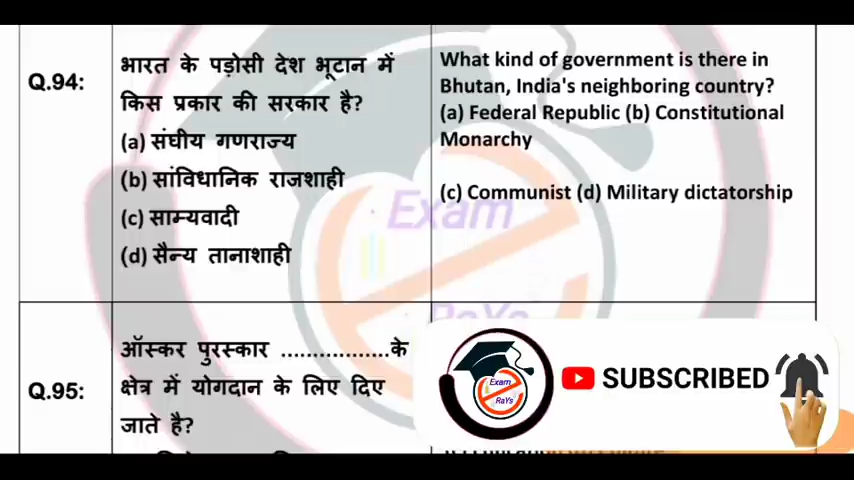 Q.94:
भारत के पड़ोसी देश भूटान में
किस प्रकार की सरकार है?
(a) संघीय गणराज्य
(b) सांविधानिक राजशाही
(c) साम्यवादी
(d) सैन्य तानाशाही
What kind of government is there in
Bhutan, India's neighboring country?
(a) Federal Republic (b) Constitutional
Monarchy
(c) Communist (d) Military dictatorship
Exam
RaYs
Q.95:
ऑस्कर पुरस्कार .................के
क्षेत्र में योगदान के लिए दिए
जाते है?
Exam
RaYs
SUBSCRIBED